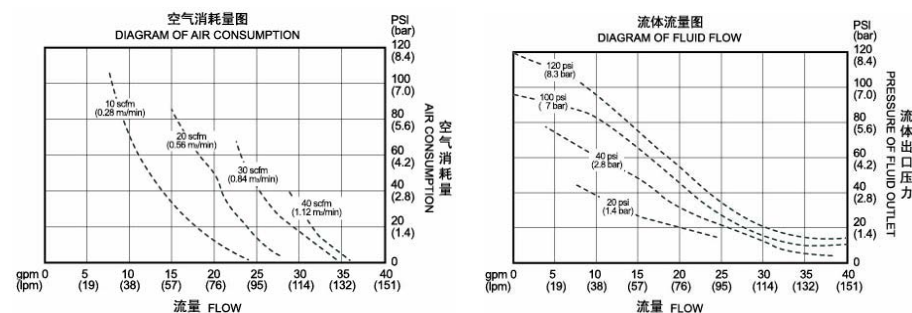 空气消耗量图
DIAGRAM OF AIR CONSUMPTION
PSI
(bar)
120
(8.4)
100
(7.0)
80
(5.6)
60
(4.2)
40
(2.8)
20
(1.4)
0
空气消耗量
AIR CONSUMPTION
10 scfm
(0.28 m₃/min)
20 scfm
(0.56 m₃/min)
30 scfm
(0.84 m₃/min)
40 scfm
(1.12 m₃/min)
gpm 0 5 10 15 20 25 30 35 40
(lpm) (19) (38) (57) (76) (95) (114) (132) (151)
流量 FLOW
流体流量图
DIAGRAM OF FLUID FLOW
PSI
(bar)
120
(8.4)
100
(7.0)
80
(5.6)
60
(4.2)
40
(2.8)
20
(1.4)
0
流体出口压力
PRESSURE OF FLUID OUTLET
120 psi
(8.3 bar)
100 psi
( 7 bar)
40 psi
(2.8 bar)
20 psi
(1.4 bar)
gpm 0 5 10 15 20 25 30 35 40
(lpm) (19) (38) (57) (76) (95) (114) (132) (151)
流量 FLOW